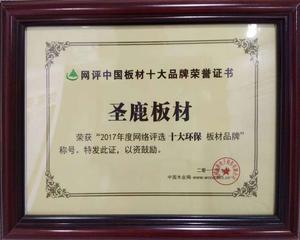 网评中国板材十大品牌荣誉证书
圣鹿板材
荣获“2017年度网络评选 十大环保 板材品牌”
称号。特发此证，以资鼓励。
二零一
中国木业网